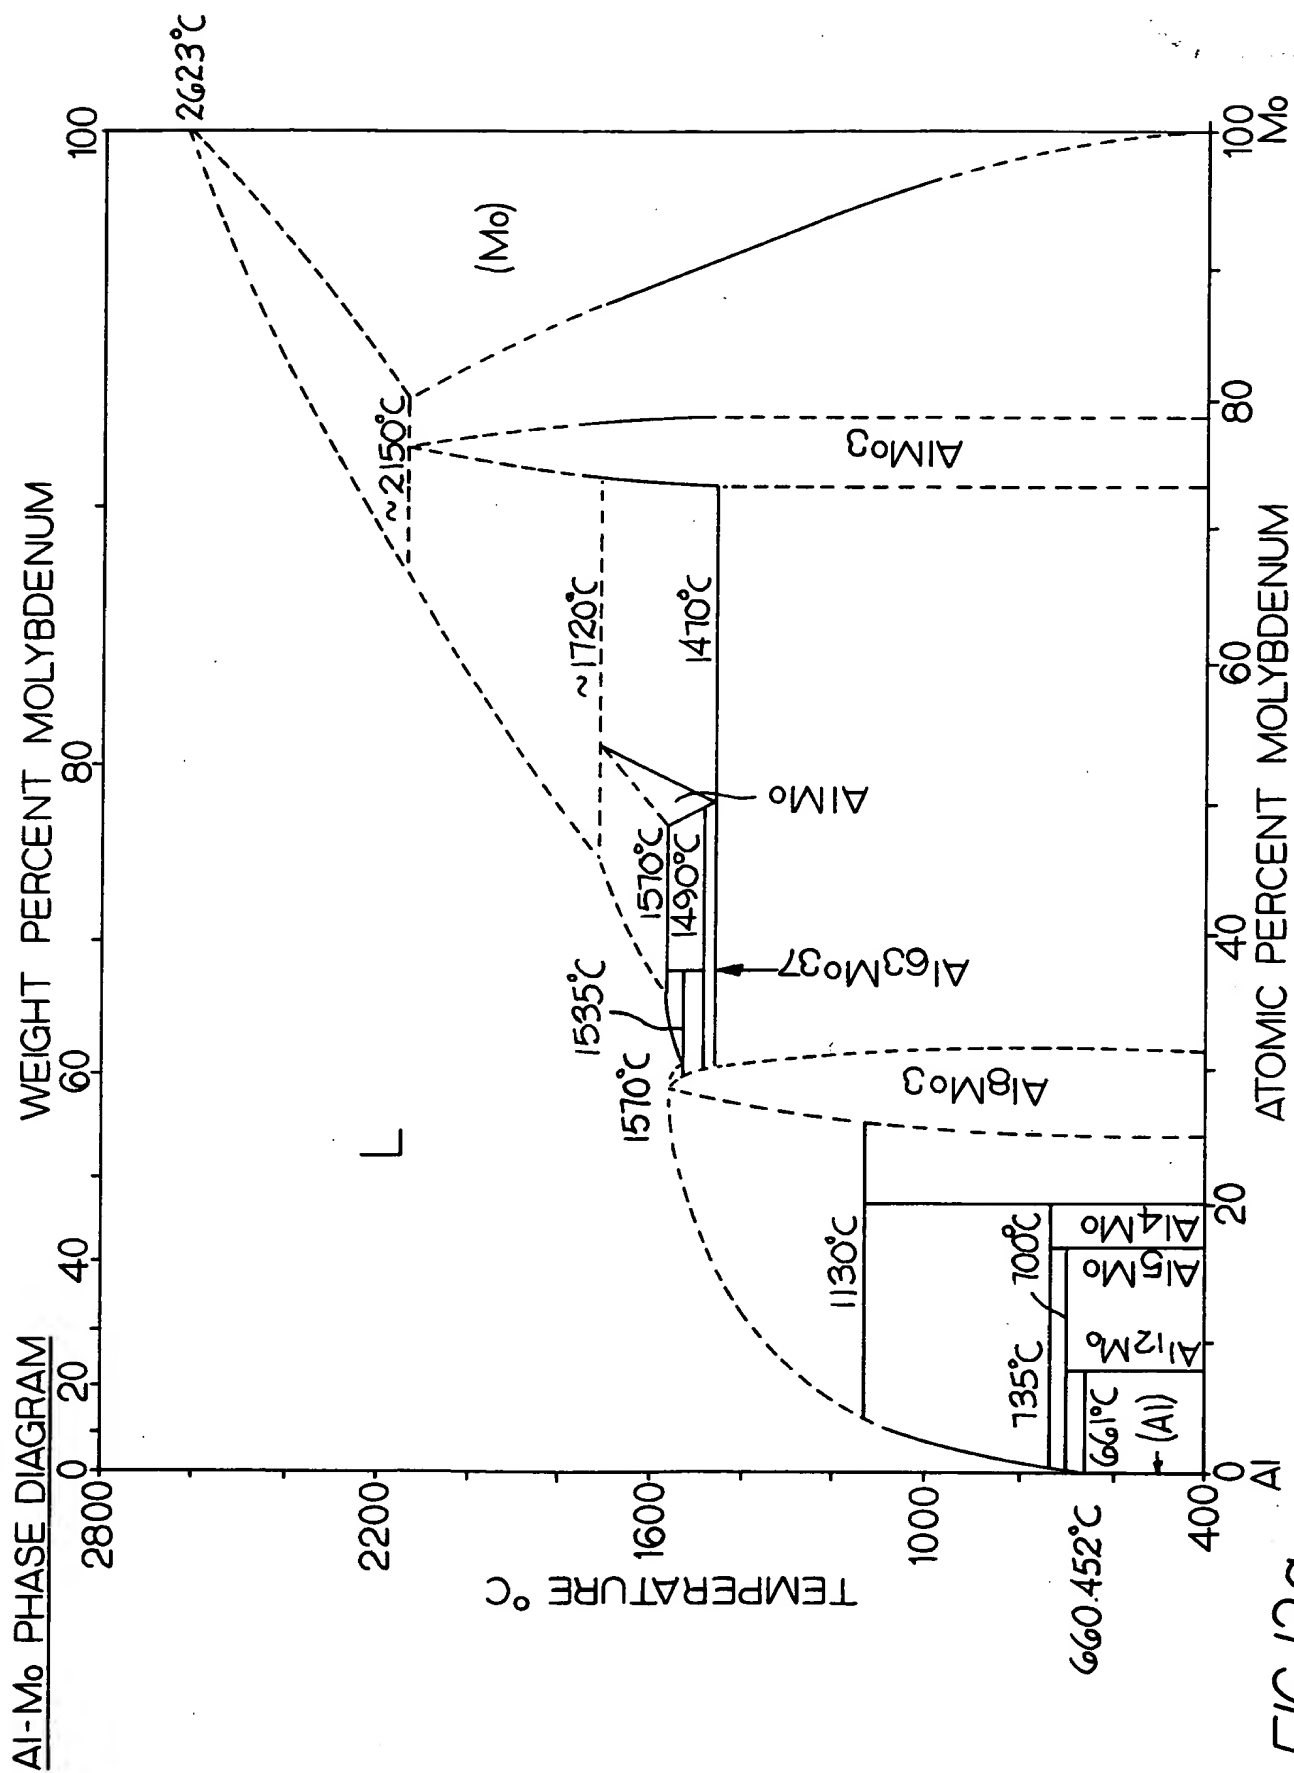 Al-Mo PHASE DIAGRAM
WEIGHT PERCENT MOLYBDENUM
0 20 40 60 80 100
2623°C
2800
2200
1600
1000
400
TEMPERATURE °C
L
(Mo)
~2150°C
~1720°C
1570°C
1535°C
1570°C
1490°C
1470°C
AlMo
Al63Mo37
AlMo3
Al8Mo3
1130°C
735°C
700°C
661°C
(Al)
Al12Mo
Al5Mo
Al4Mo
660.452°C
0 20 40 60 80 100
Al
Mo
ATOMIC PERCENT MOLYBDENUM